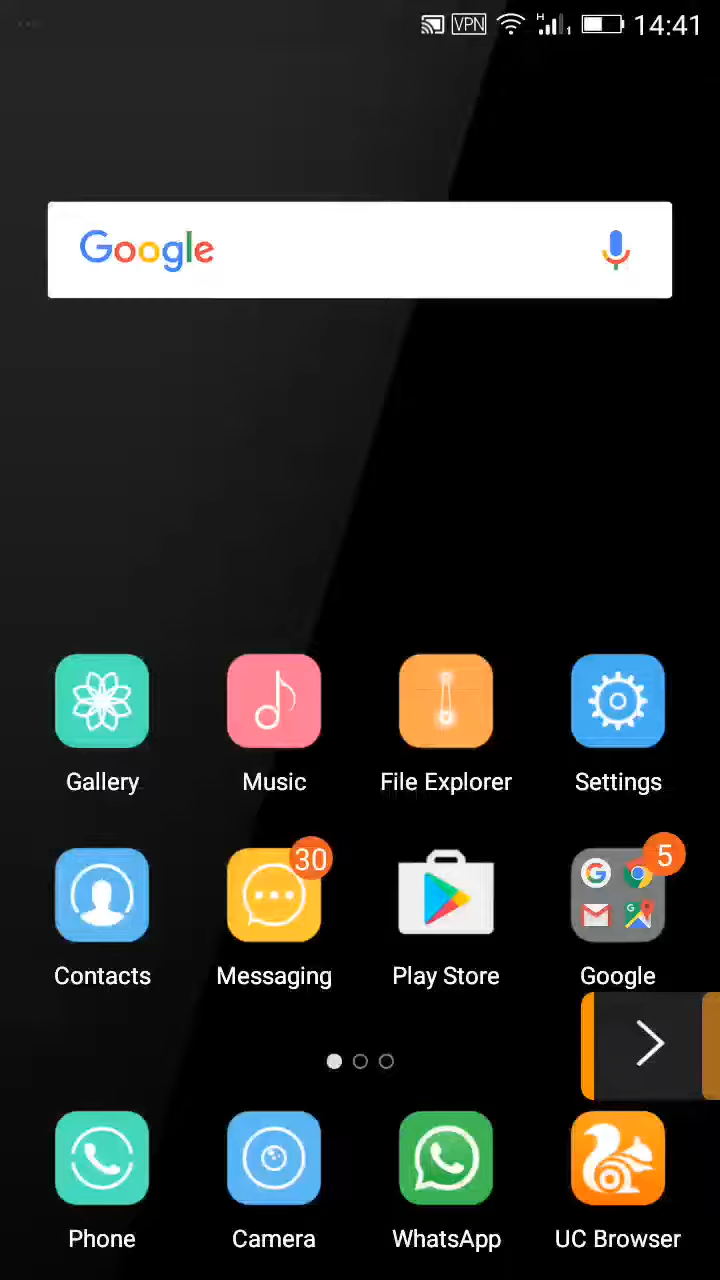 VPN H 1 14:41
Google
Gallery Music File Explorer Settings
30 5
Contacts Messaging Play Store Google
Phone Camera WhatsApp UC Browser